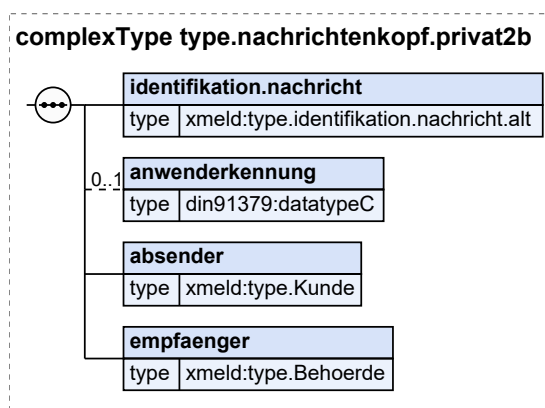 complexType type.nachrichtenkopf.privat2b
identifikation.nachricht
type xmeld:type.identifikation.nachricht.alt
0..1
anwenderkennung
type din91379:datatypeC
absender
type xmeld:type.Kunde
empfaenger
type xmeld:type.Behoerde